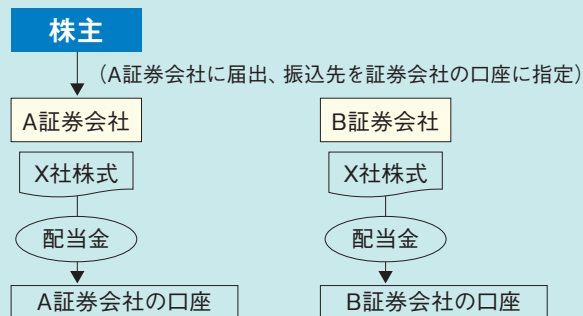 株主
（A証券会社に届出、振込先を証券会社の口座に指定）
A証券会社
B証券会社
X社株式
X社株式
配当金
配当金
A証券会社の口座
B証券会社の口座